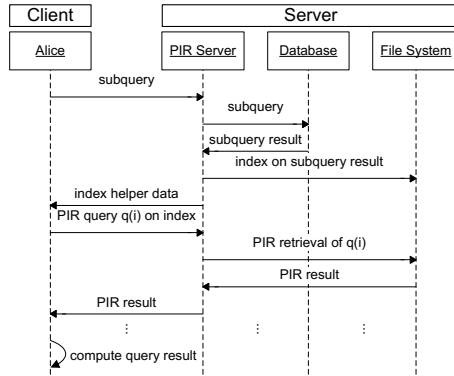 Client
Server
Alice
PIR Server
Database
File System
subquery
subquery
subquery result
index on subquery result
index helper data
PIR query q(i) on index
PIR retrieval of q(i)
PIR result
PIR result
...
...
...
...
compute query result